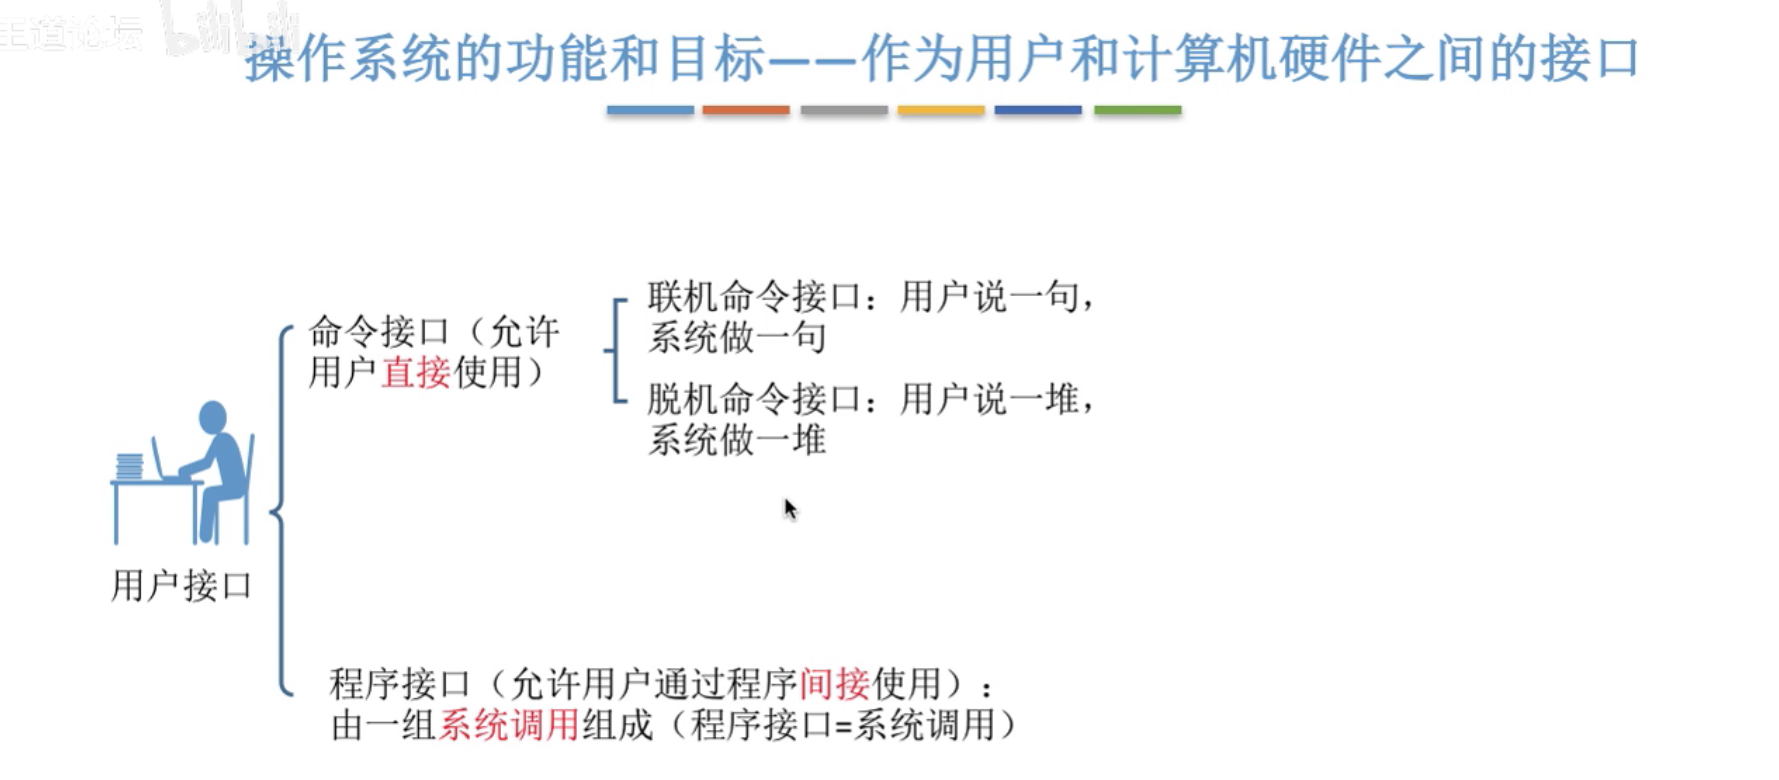 王道论坛 bilibili
操作系统的功能和目标——作为用户和计算机硬件之间的接口
联机命令接口：用户说一句，
系统做一句
命令接口（允许
用户直接使用）
脱机命令接口：用户说一堆，
系统做一堆
用户接口
程序接口（允许用户通过程序间接使用）：
由一组系统调用组成（程序接口=系统调用）